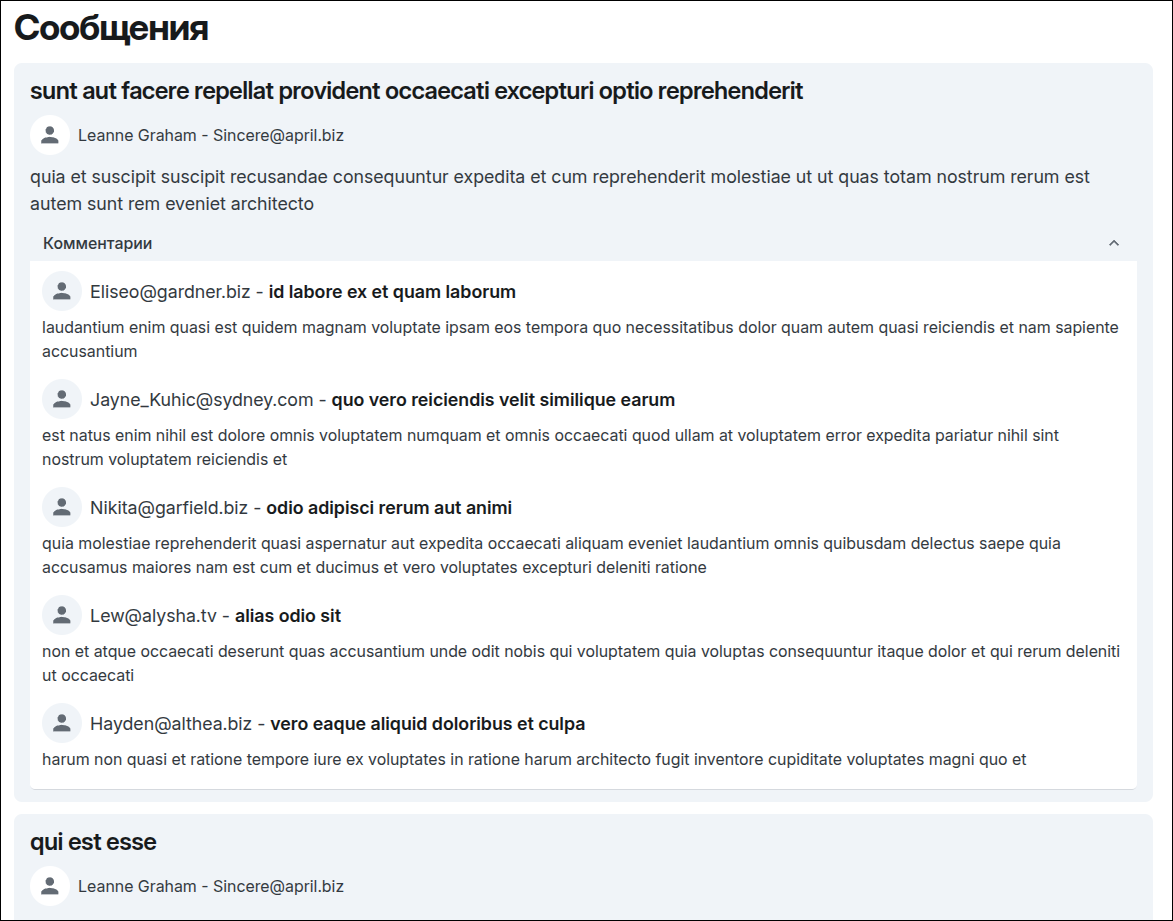 Сообщения
sunt aut facere repellat provident occaecati excepturi optio reprehenderit
Leanne Graham - Sincere@april.biz
quia et suscipit suscipit recusandae consequuntur expedita et cum reprehenderit molestiae ut ut quas totam nostrum rerum est
autem sunt rem eveniet architecto
Комментарии
Eliseo@gardner.biz - id labore ex et quam laborum
laudantium enim quasi est quidem magnam voluptate ipsam eos tempora quo necessitatibus dolor quam autem quasi reiciendis et nam sapiente
accusantium
Jayne_Kuhic@sydney.com - quo vero reiciendis velit similique earum
est natus enim nihil est dolore omnis voluptatem numquam et omnis occaecati quod ullam at voluptatem error expedita pariatur nihil sint
nostrum voluptatem reiciendis et
Nikita@garfield.biz - odio adipisci rerum aut animi
quia molestiae reprehenderit quasi aspernatur aut expedita occaecati aliquam eveniet laudantium omnis quibusdam delectus saepe quia
accusamus maiores nam est cum et ducimus et vero voluptates excepturi deleniti ratione
Lew@alysha.tv - alias odio sit
non et atque occaecati deserunt quas accusantium unde odit nobis qui voluptatem quia voluptas consequuntur itaque dolor et qui rerum deleniti
ut occaecati
Hayden@althea.biz - vero eaque aliquid doloribus et culpa
harum non quasi et ratione tempore iure ex voluptates in ratione harum architecto fugit inventore cupiditate voluptates magni quo et
qui est esse
Leanne Graham - Sincere@april.biz